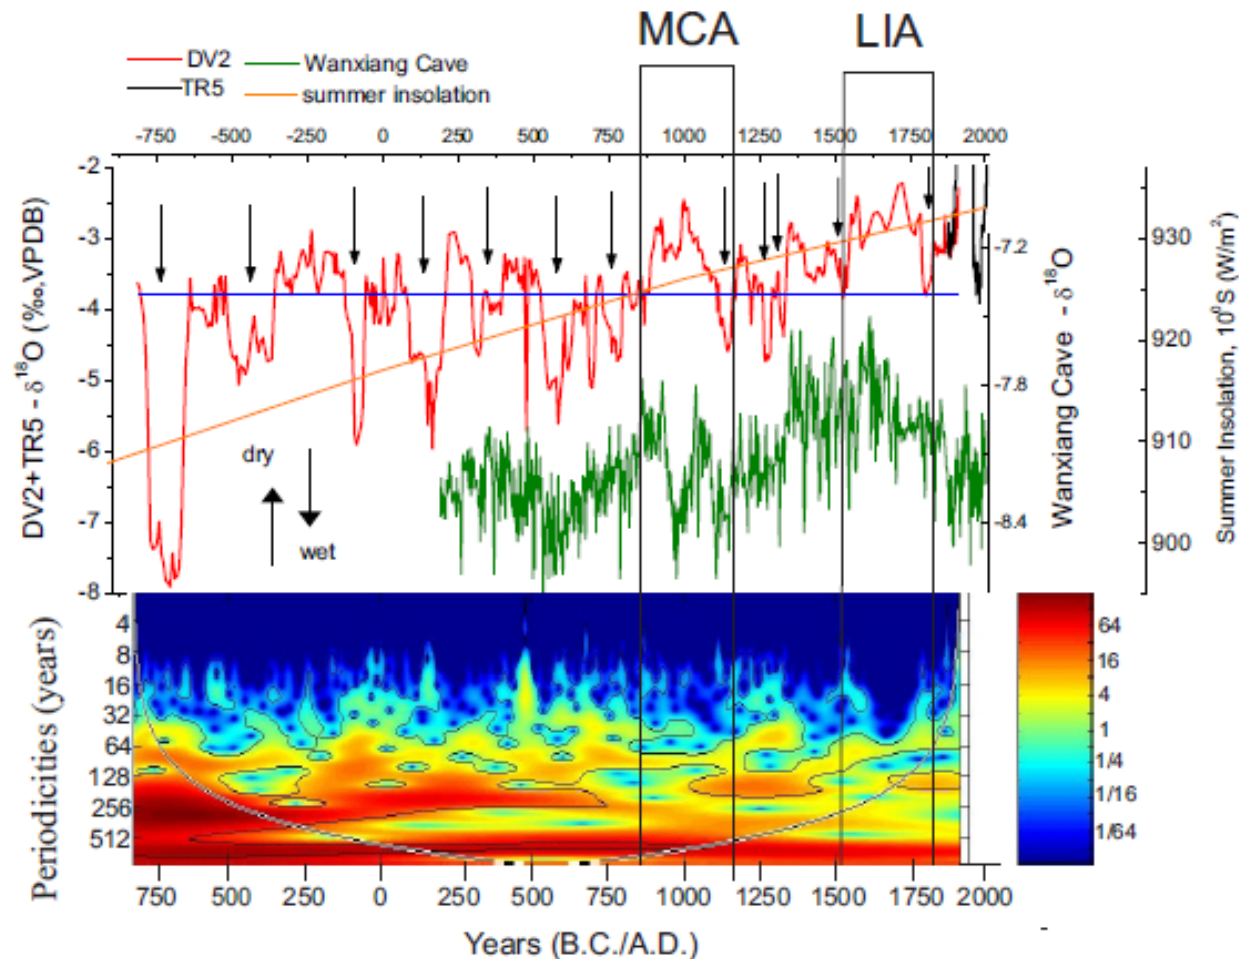 MCA LIA
DV2 Wanxiang Cave
TR5 summer insolation
-750 -500 -250 0 250 500 750 1000 1250 1500 1750 2000
DV2+TR5 - δ¹⁸O (‰,VPDB)
-2
-3
-4
-5
-6
-7
-8
dry
wet
-7.2
-7.8
-8.4
Wanxiang Cave - δ¹⁸O
930
920
910
900
Summer Insolation, 10⁰S (W/m²)
Periodicities (years)
4
8
16
32
64
128
256
512
64
16
4
1
1/4
1/16
1/64
750 500 250 0 250 500 750 1000 1250 1500 1750 2000
Years (B.C./A.D.)